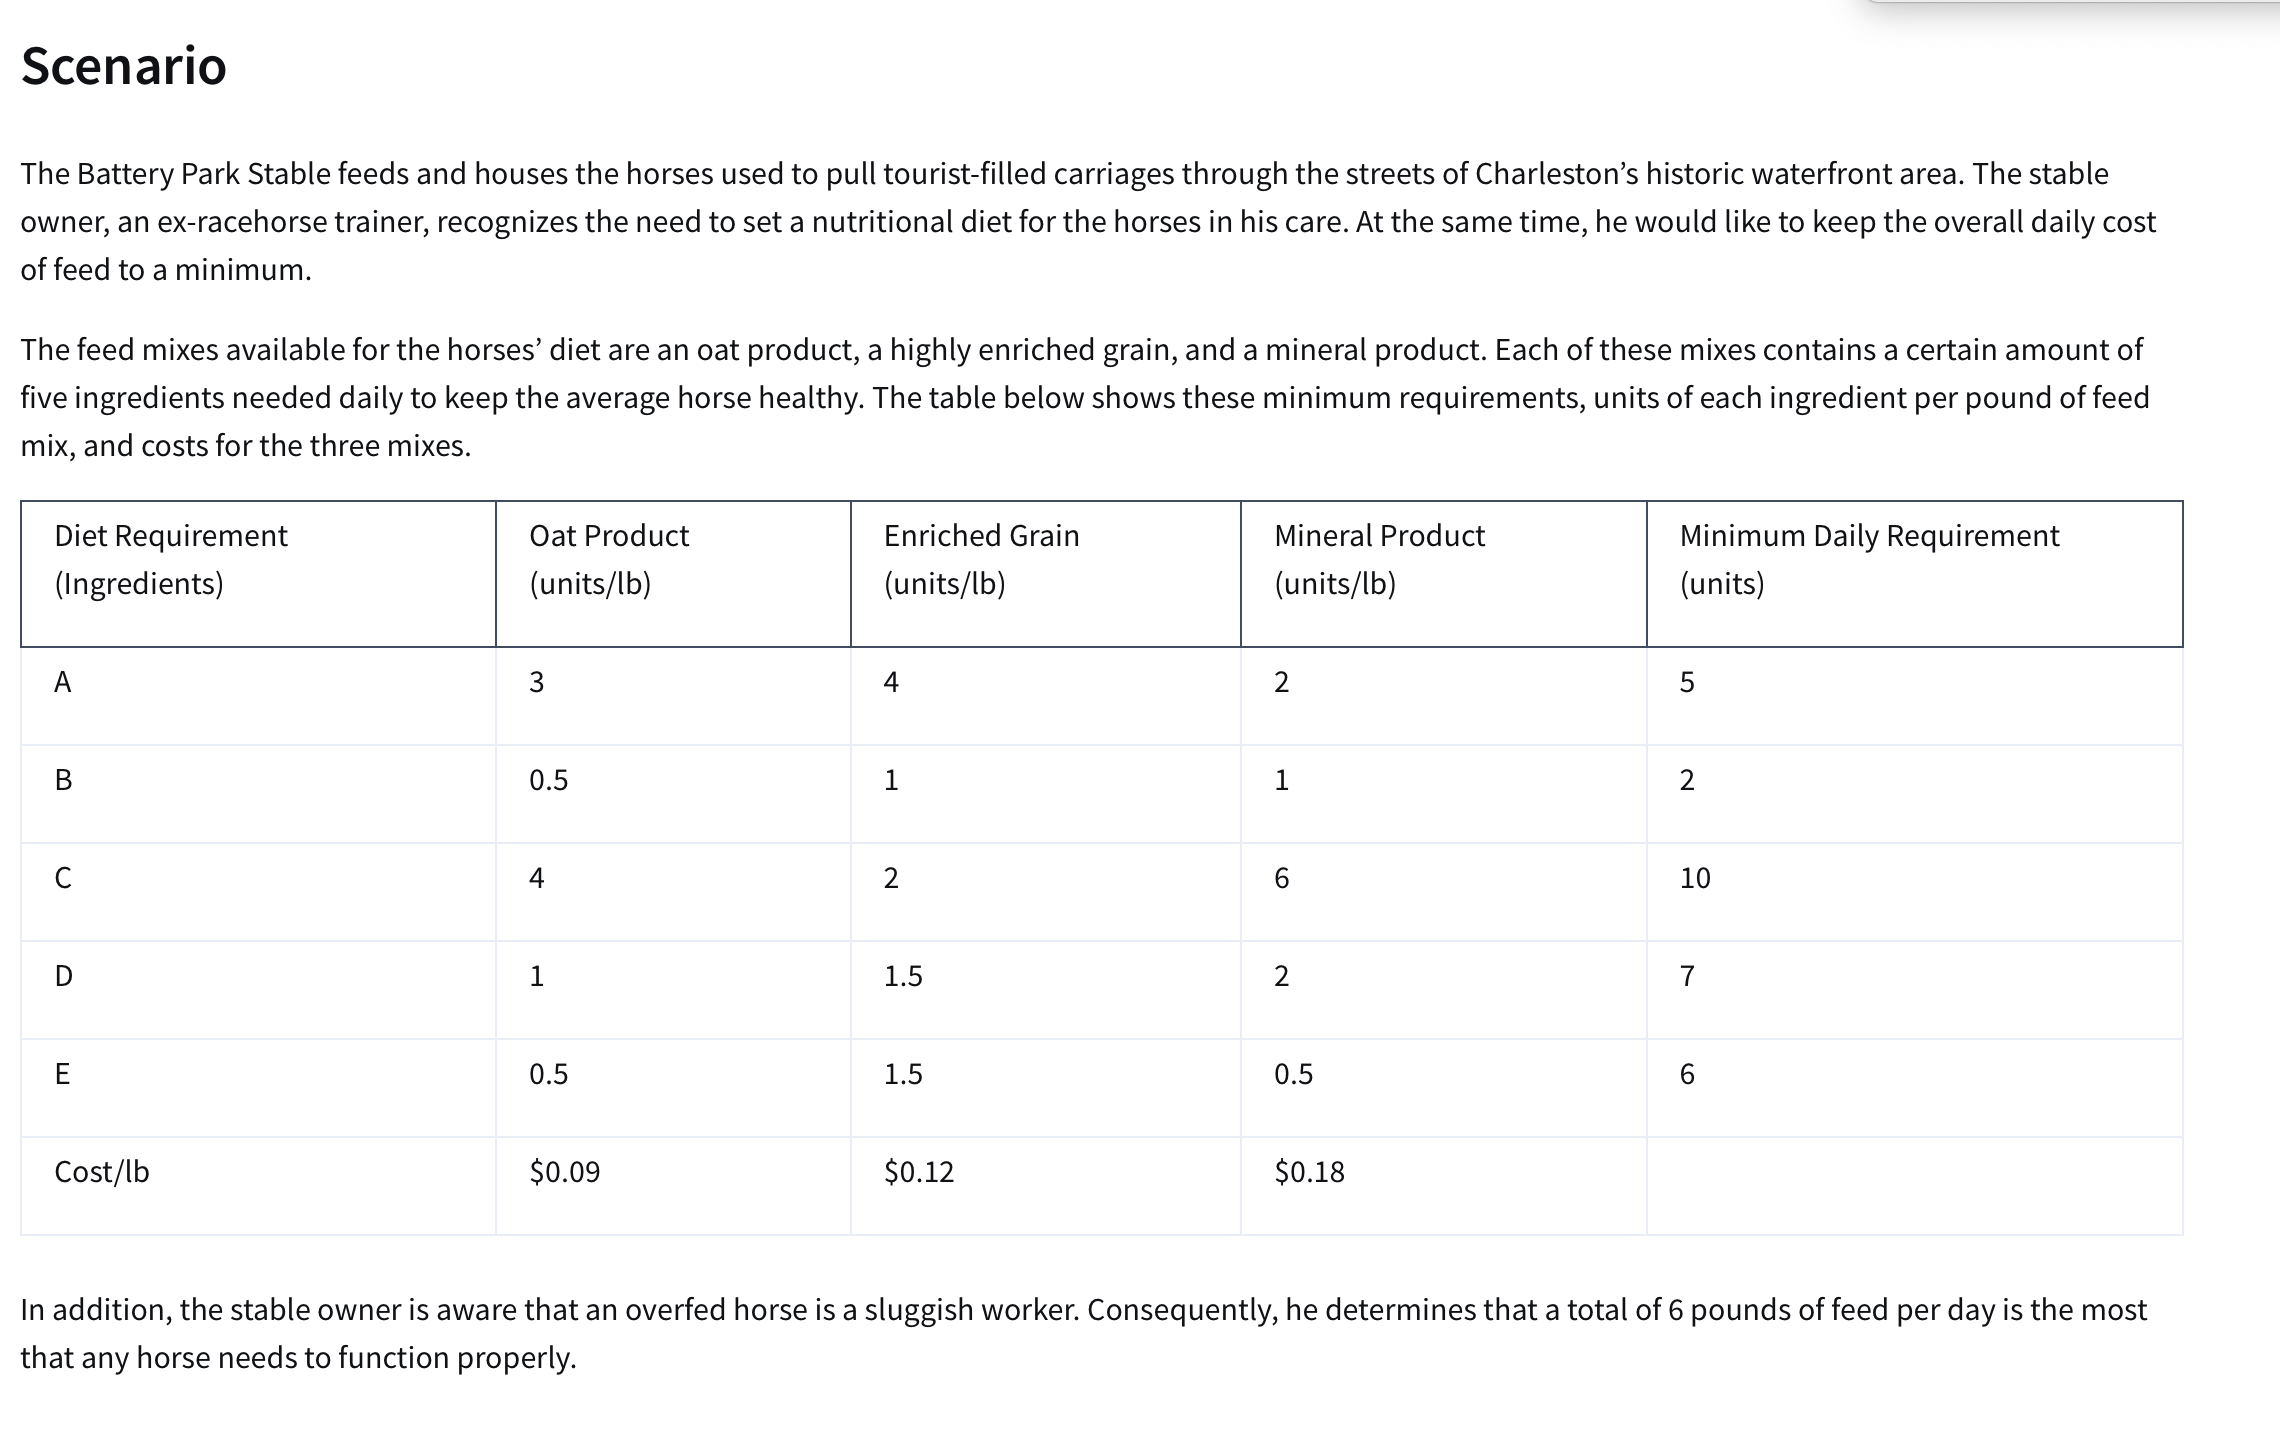 Scenario
The Battery Park Stable feeds and houses the horses used to pull tourist-filled carriages through the streets of Charleston’s historic waterfront area. The stable
owner, an ex-racehorse trainer, recognizes the need to set a nutritional diet for the horses in his care. At the same time, he would like to keep the overall daily cost
of feed to a minimum.
The feed mixes available for the horses’ diet are an oat product, a highly enriched grain, and a mineral product. Each of these mixes contains a certain amount of
five ingredients needed daily to keep the average horse healthy. The table below shows these minimum requirements, units of each ingredient per pound of feed
mix, and costs for the three mixes.
Diet Requirement Oat Product Enriched Grain Mineral Product Minimum Daily Requirement
(Ingredients) (units/lb) (units/lb) (units/lb) (units)
A 3 4 2 5
B 0.5 1 1 2
C 4 2 6 10
D 1 1.5 2 7
E 0.5 1.5 0.5 6
Cost/lb $0.09 $0.12 $0.18
In addition, the stable owner is aware that an overfed horse is a sluggish worker. Consequently, he determines that a total of 6 pounds of feed per day is the most
that any horse needs to function properly.